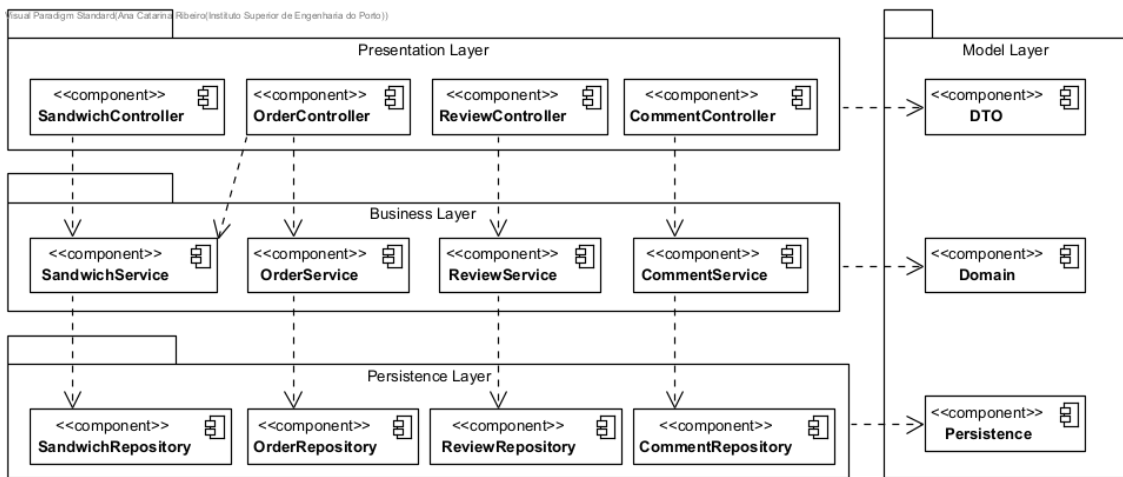 Visual Paradigm Standard(Ana Catarina Ribeiro(Instituto Superior de Engenharia do Porto))
Presentation Layer
Model Layer
<<component>>
SandwichController
<<component>>
OrderController
<<component>>
ReviewController
<<component>>
CommentController
<<component>>
DTO
Business Layer
<<component>>
SandwichService
<<component>>
OrderService
<<component>>
ReviewService
<<component>>
CommentService
<<component>>
Domain
Persistence Layer
<<component>>
SandwichRepository
<<component>>
OrderRepository
<<component>>
ReviewRepository
<<component>>
CommentRepository
<<component>>
Persistence